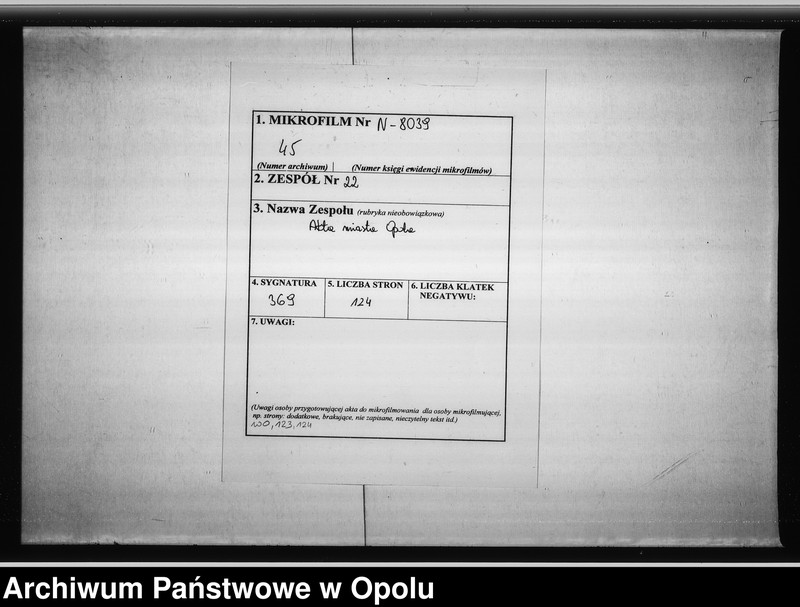 1. MIKROFILM Nr N-8039
45
(Numer archiwum) | (Numer księgi ewidencji mikrofilmów)
2. ZESPÓŁ Nr 22
3. Nazwa Zespołu (rubryka nieobowiązkowa)
Akta miasta Opola
4. SYGNATURA 5. LICZBA STRON 6. LICZBA KLATEK
NEGATYWU:
369 124
7. UWAGI:
(Uwagi osoby przygotowującej akta do mikrofilmowania dla osoby mikrofilmującej,
np. strony: dodatkowe, brakujące, nie zapisane, nieczytelny tekst itd.)
123, 124
Archiwum Państwowe w Opolu